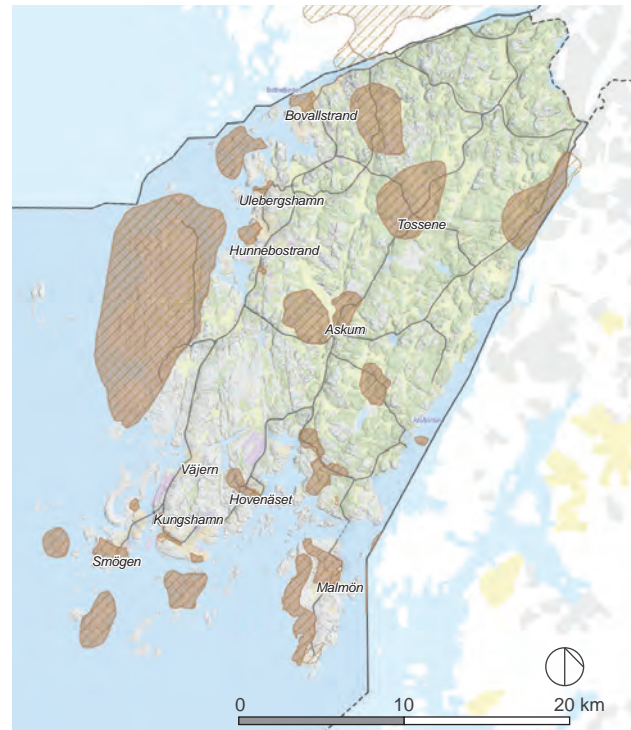 Bovallstrand
Ulebergshamn
Tossene
Hunnebostrand
Askum
Väjern
Hovenäset
Kungshamn
Smögen
Malmön
0 10 20 km